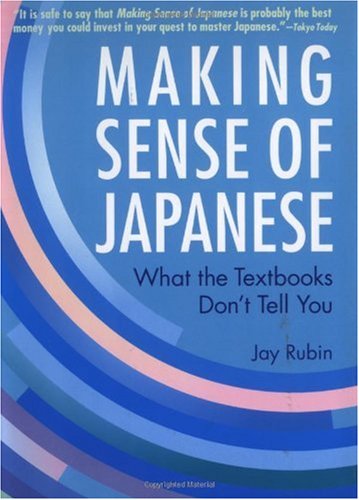 "It is safe to say that Making Sense of Japanese is probably the best
money you could invest in your quest to master Japanese."—Tokyo Today
MAKING
SENSE OF
JAPANESE
What the Textbooks
Don't Tell You
Jay Rubin
Copyrighted Material